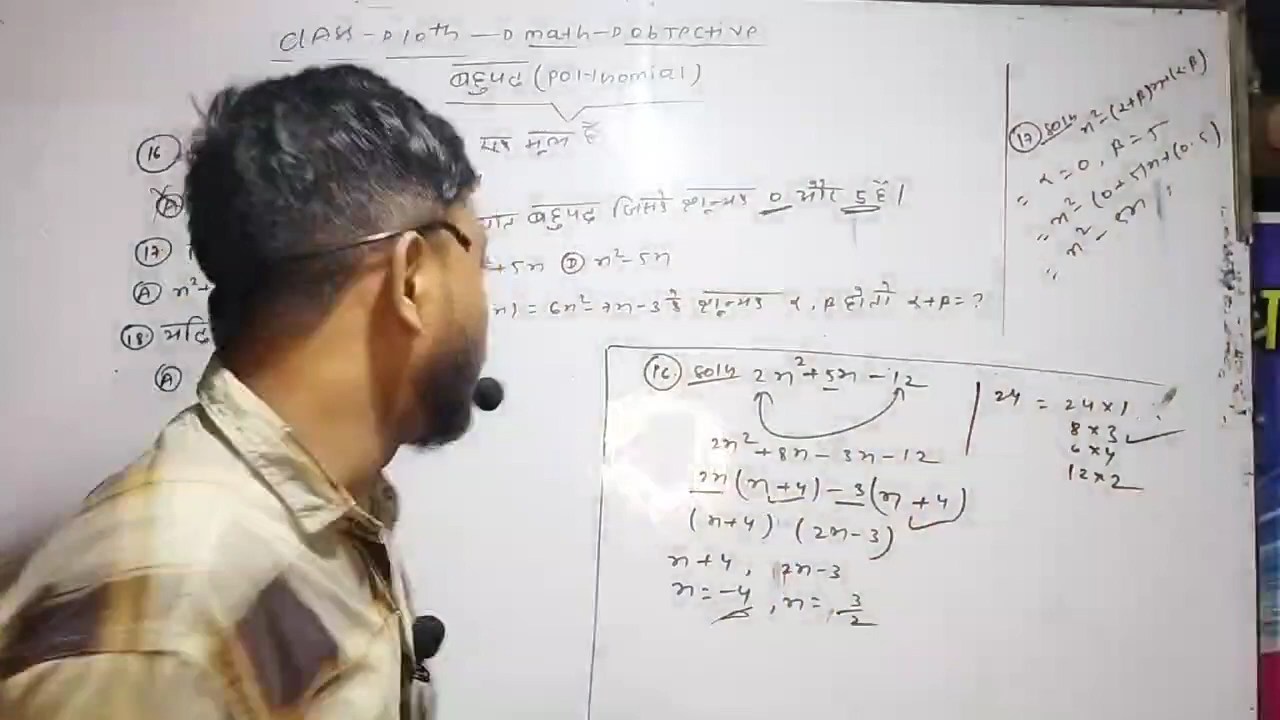 CLASS → 10th → math → OBJECTIVE
बहुपद (Polinomial)
16
मूल है
A
बहुपद जिसके शून्यक 0 और 5 है।
17.
+5x D x²-5x
A x²+
18. यदि
x) = 6x²-7x-3 के शून्यक α, β हो तो α+β = ?
A
17 soln x²-(α+β)x+(α.β)
α=0, β=5
x²-(0+5)x+(0.5)
x²-5x
16. soln 2x²+5x-12
2x²+8x-3x-12
2x(x+4)-3(x+4)
(x+4) (2x-3)
x+4, 2x-3
x=-4, x= 3/2
24 = 24×1
8×3
6×4
12×2